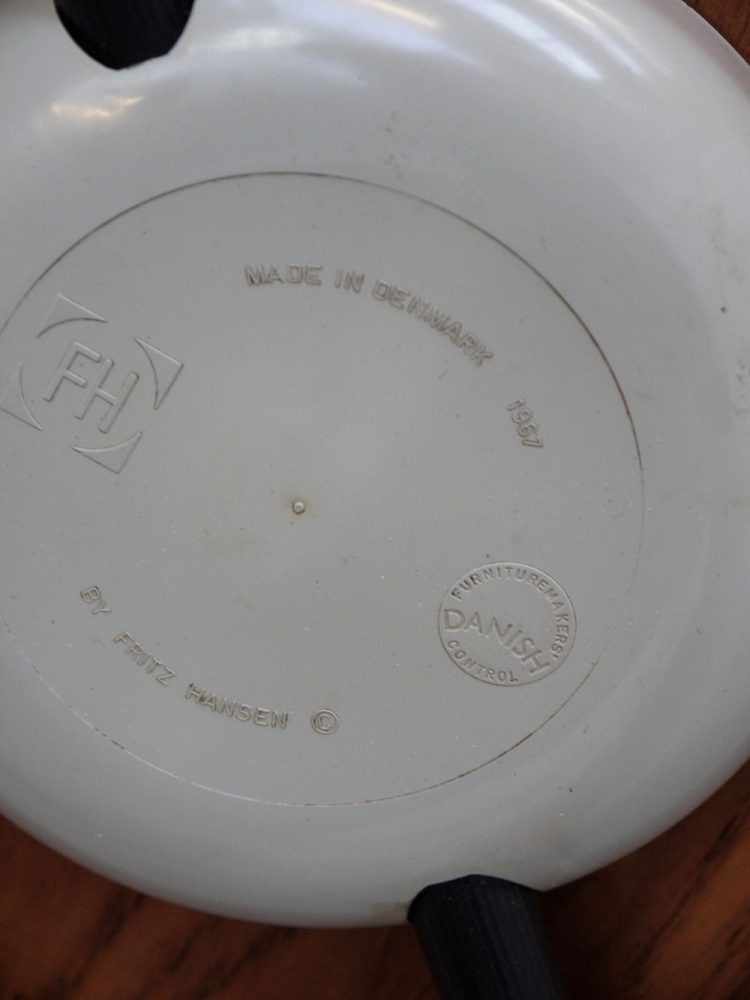 MADE IN DENMARK 1967
FH
BY FRITZ HANSEN ©
FURNITUREMAKERS'
DANISH
CONTROL